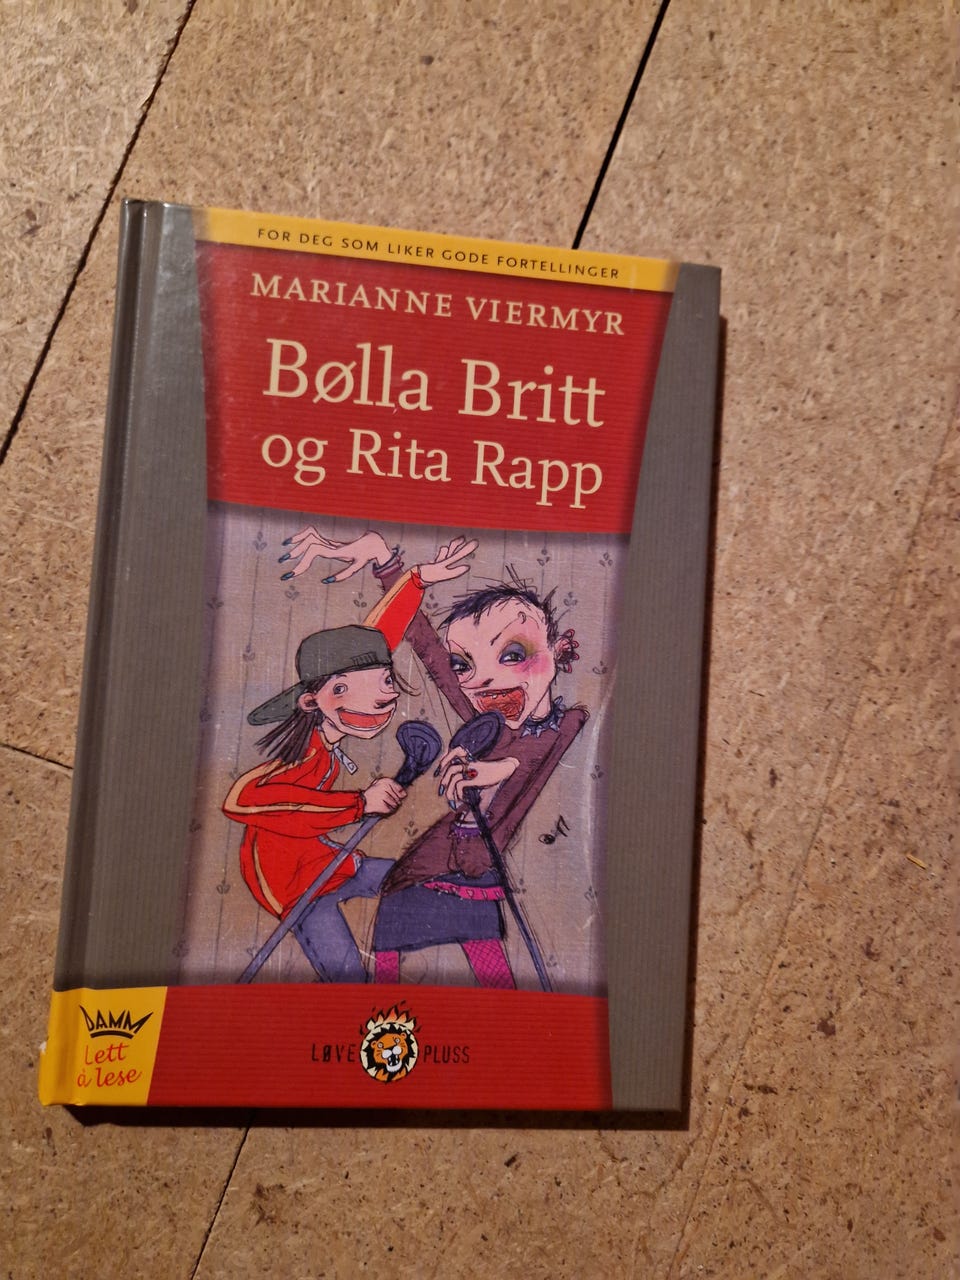 FOR DEG SOM LIKER GODE FORTELLINGER
MARIANNE VIERMYR
Bølla Britt
og Rita Rapp
DAMM
Lett
å lese
LØVE PLUSS